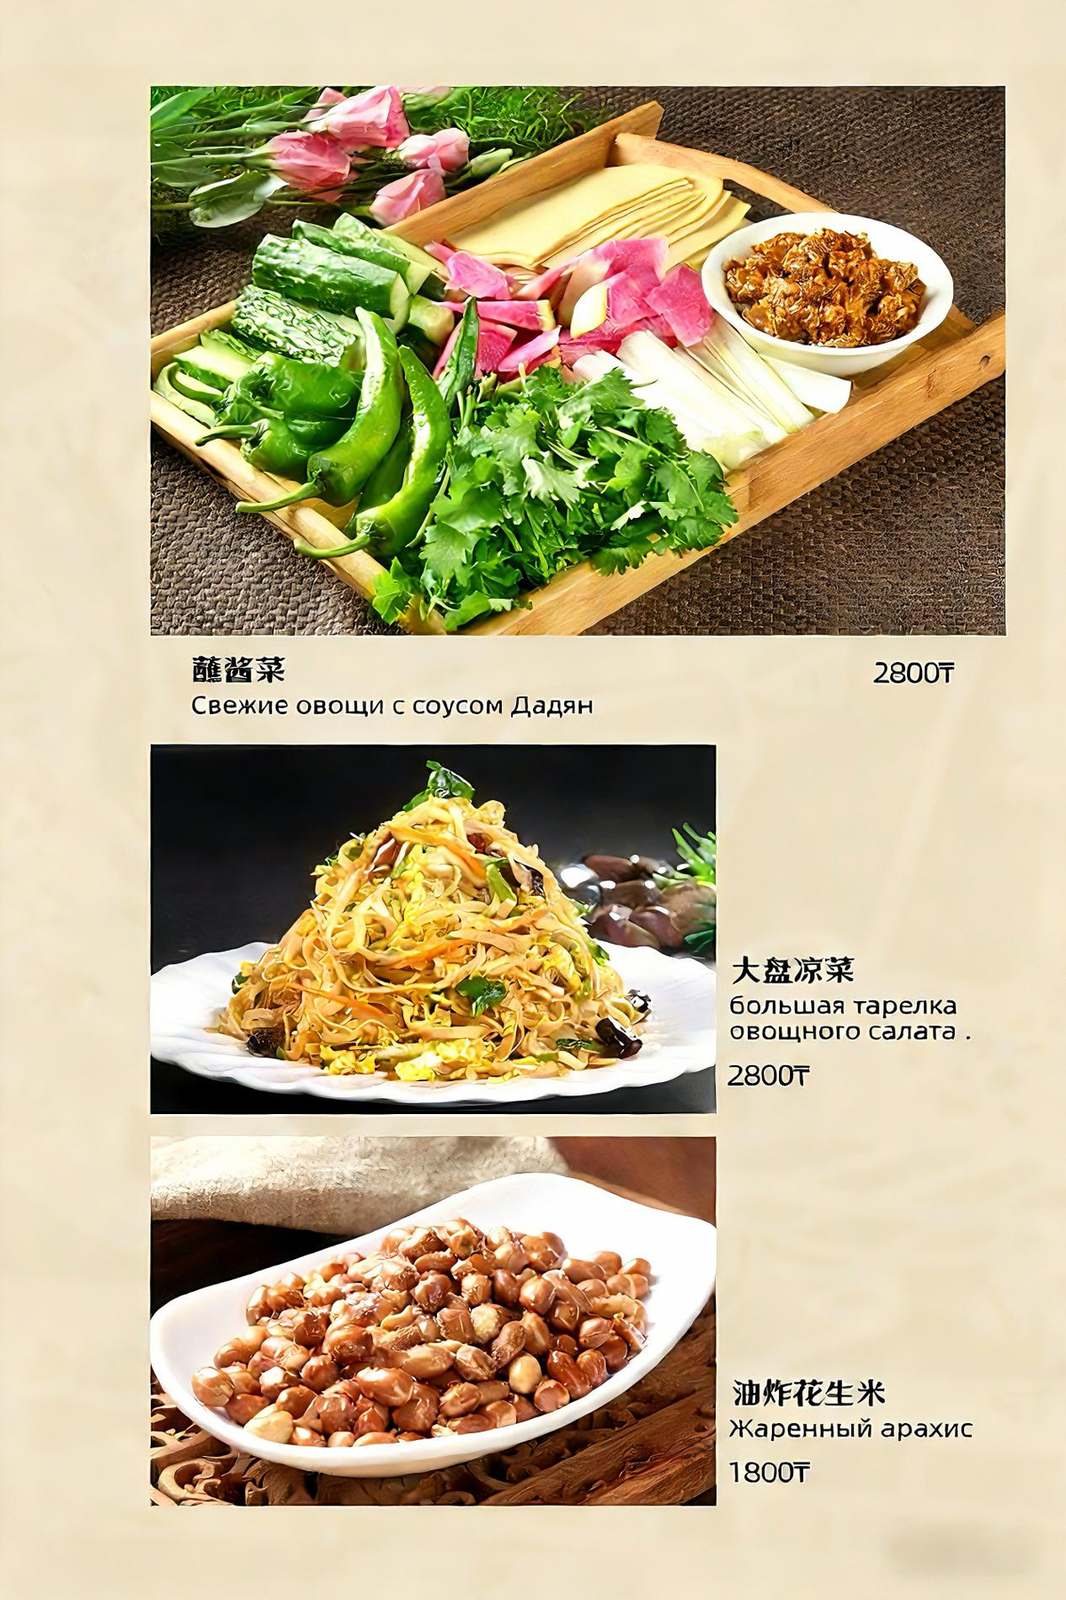 蘸酱菜
2800₸
Свежие овощи с соусом Дадян
大盘凉菜
большая тарелка
овощного салата .
2800₸
油炸花生米
Жаренный арахис
1800₸